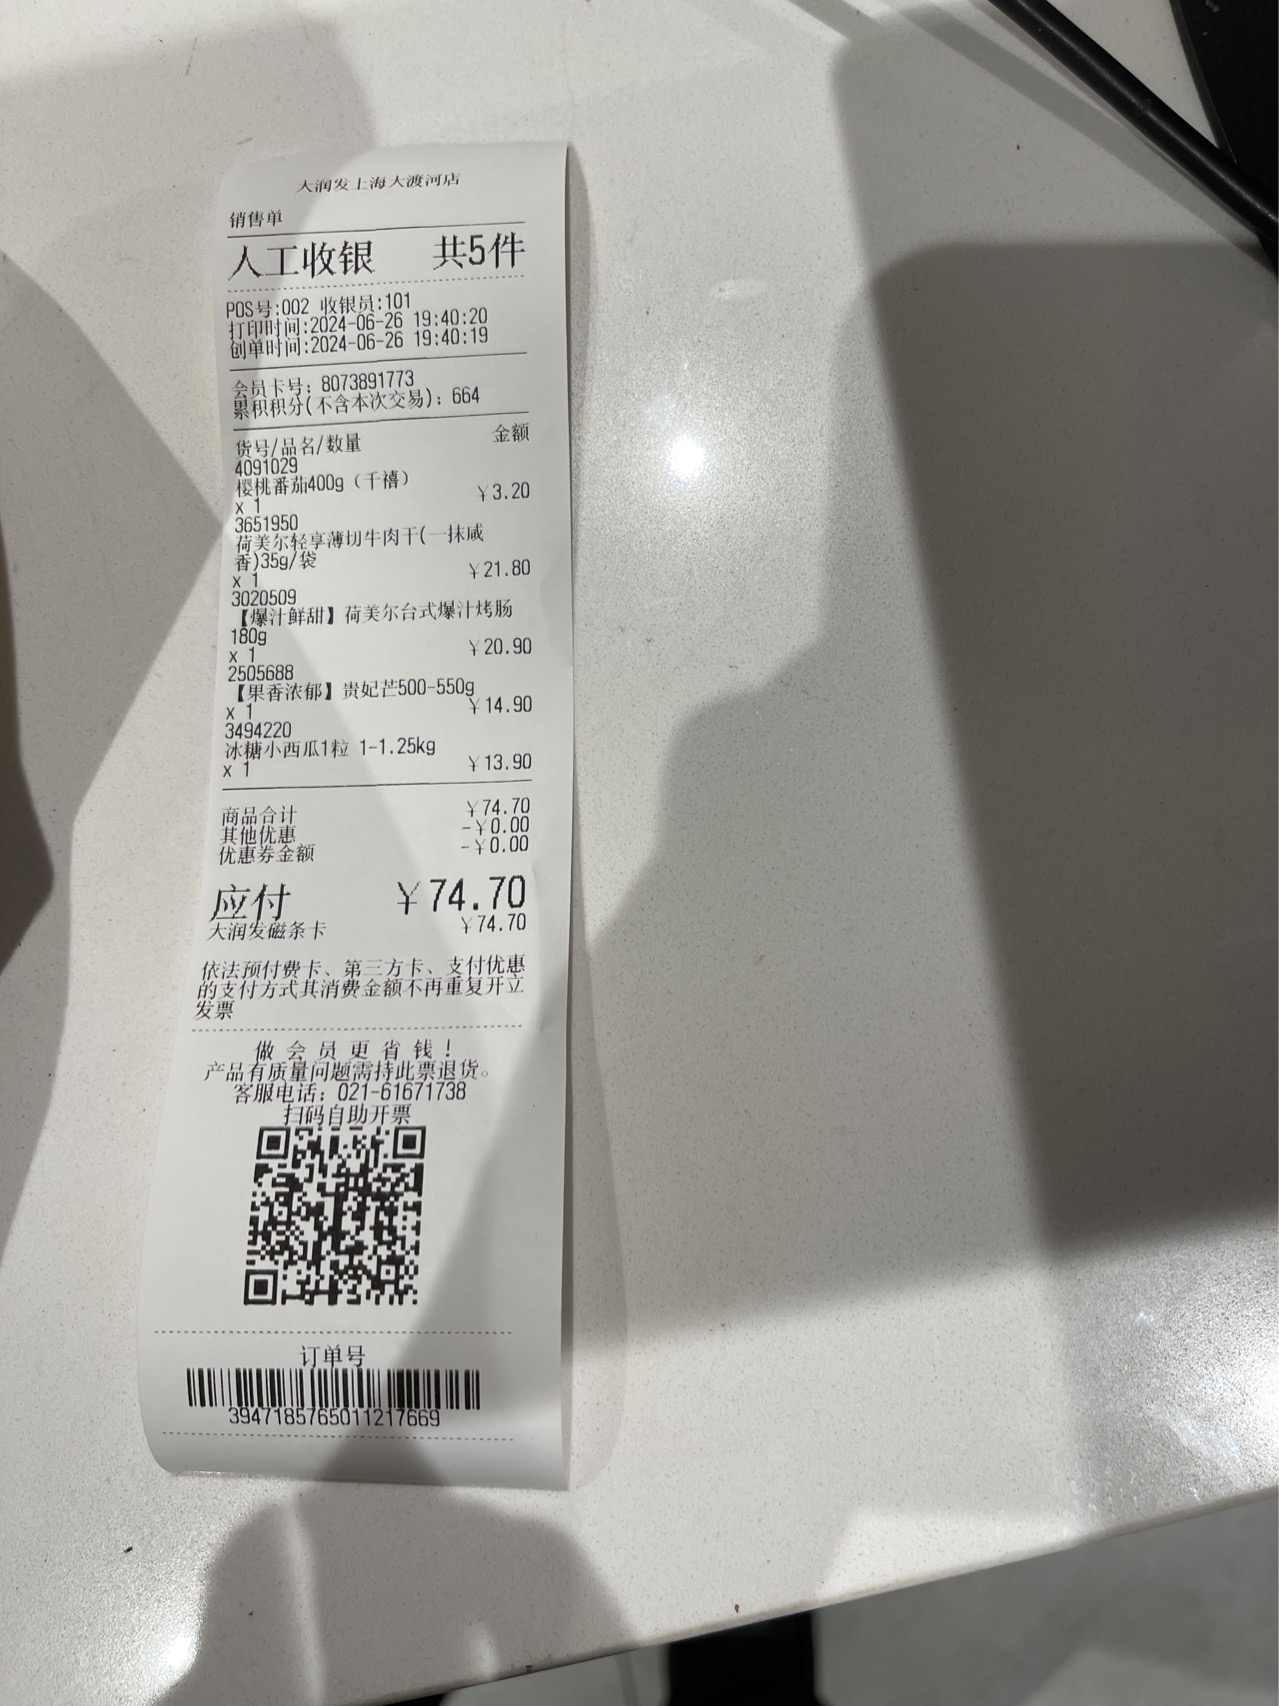 大润发上海大渡河店
销售单
人工收银 共5件
POS号:002 收银员:101
打印时间:2024-06-26 19:40:20
创单时间:2024-06-26 19:40:19
会员卡号: 8073891773
累积积分(不含本次交易): 664
货号/品名/数量 金额
4091029
樱桃番茄400g（千禧）
x 1 ¥3.20
3651950
荷美尔轻享薄切牛肉干(一抹咸
香)35g/袋
x 1 ¥21.80
3020509
【爆汁鲜甜】荷美尔台式爆汁烤肠
180g
x 1 ¥20.90
2505688
【果香浓郁】贵妃芒500-550g
x 1 ¥14.90
3494220
冰糖小西瓜1粒 1-1.25kg
x 1 ¥13.90
商品合计 ¥74.70
其他优惠 -¥0.00
优惠券金额 -¥0.00
应付 ¥74.70
大润发磁条卡 ¥74.70
依法预付费卡、第三方卡、支付优惠
的支付方式其消费金额不再重复开立
发票
做会员更省钱!
产品有质量问题需持此票退货。
客服电话: 021-61671738
扫码自助开票
订单号
3947185765011217669